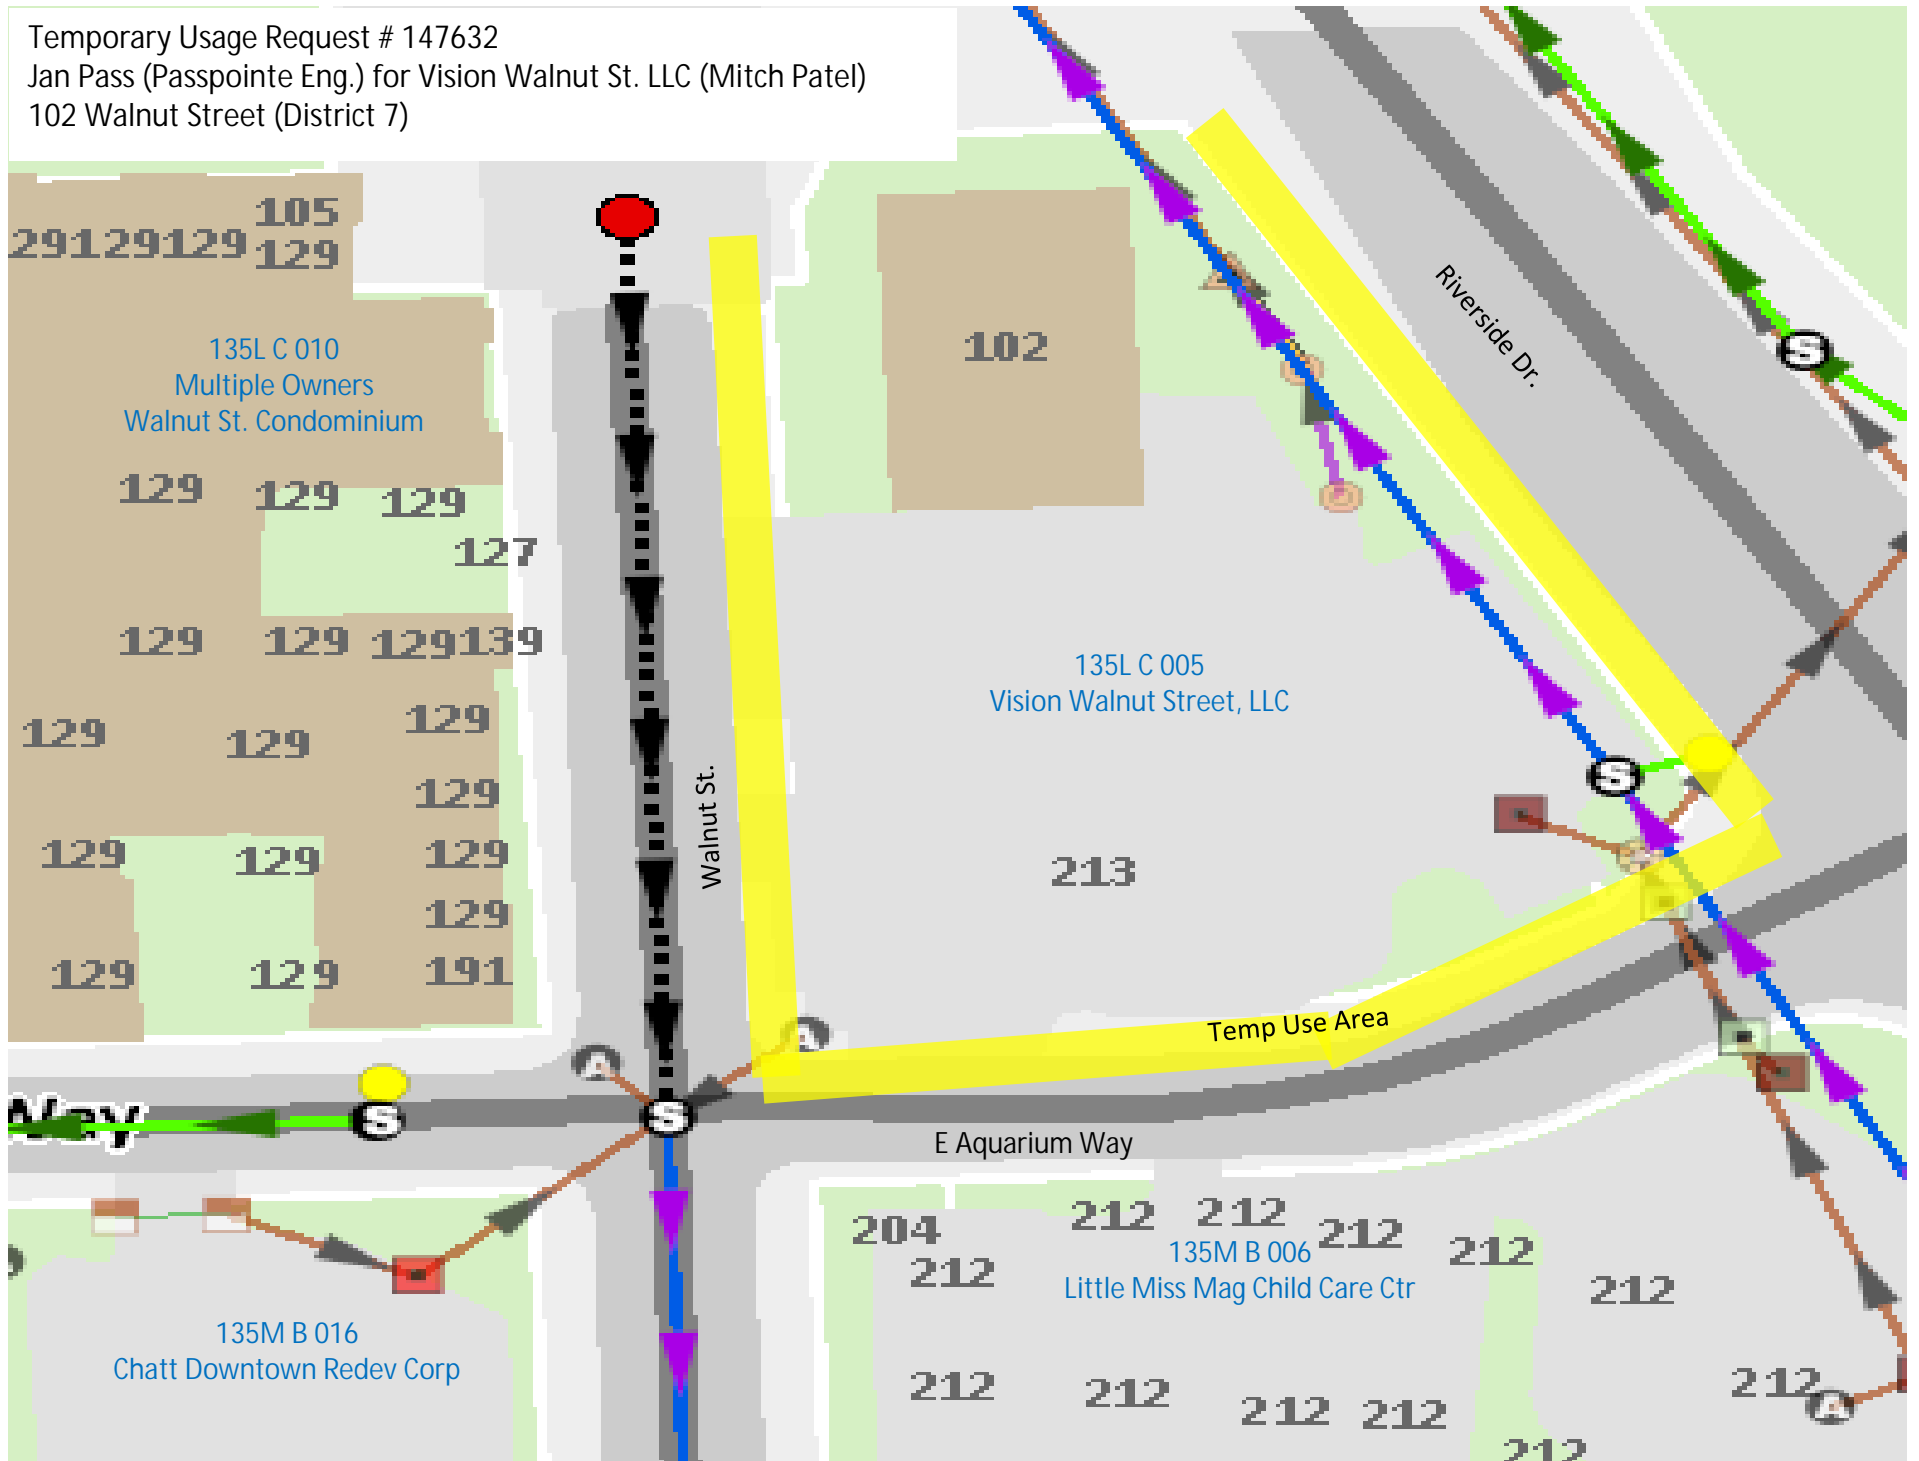 Temporary Usage Request # 147632
Jan Pass (Passpointe Eng.) for Vision Walnut St. LLC (Mitch Patel)
102 Walnut Street (District 7)
105
29129129
129
135L C 010
Multiple Owners
Walnut St. Condominium
102
Riverside Dr.
129
129
129
127
129
129
129139
135L C 005
Vision Walnut Street, LLC
129
129
129
S
S
Walnut St.
129
129
129
129
213
129
129
129
191
Temp Use Area
A
A
S
S
Way
E Aquarium Way
204
212
212
212
212
212
212
135M B 006
Little Miss Mag Child Care Ctr
135M B 016
Chatt Downtown Redev Corp
212
212
212
212
212
A
212